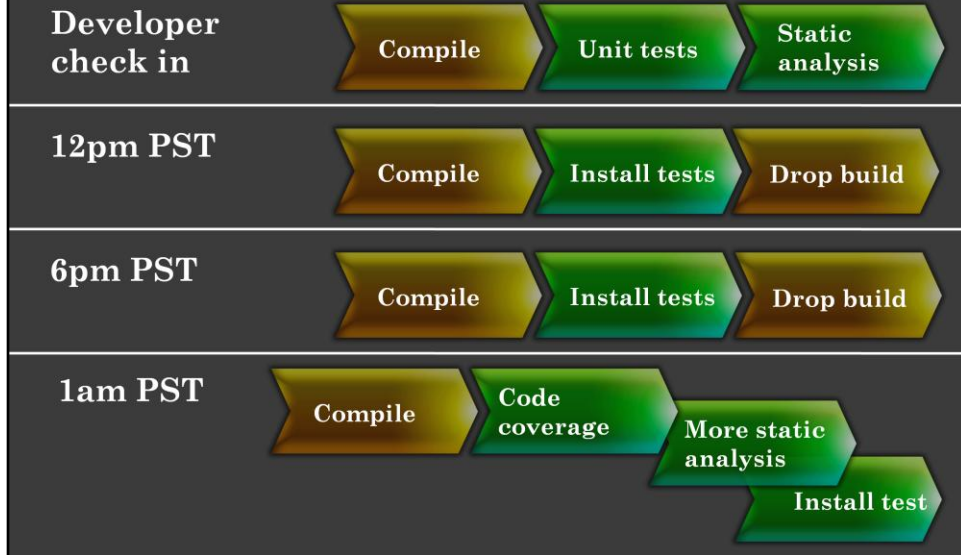 Developer
check in
Compile
Unit tests
Static
analysis
12pm PST
Compile
Install tests
Drop build
6pm PST
Compile
Install tests
Drop build
1am PST
Compile
Code
coverage
More static
analysis
Install test